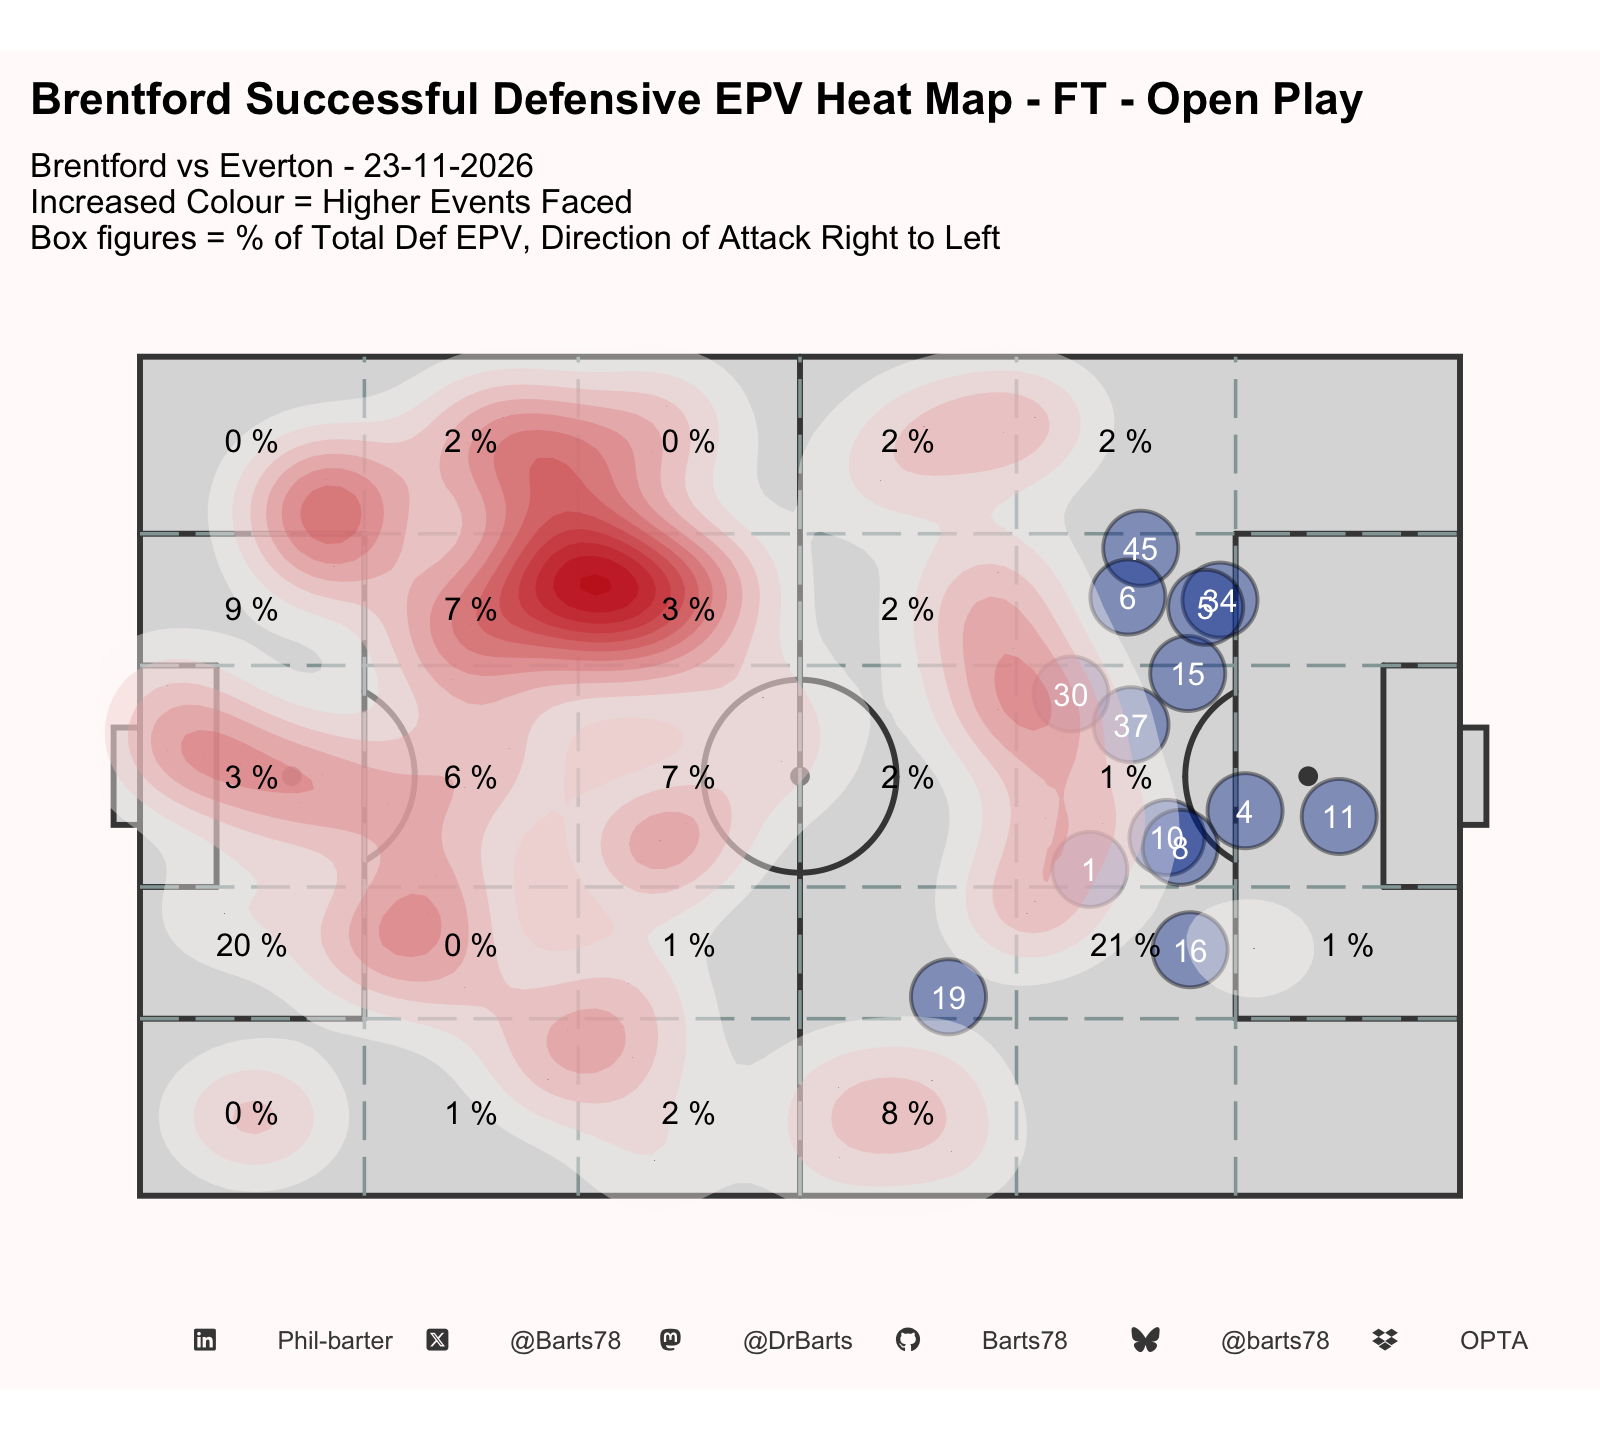 Brentford Successful Defensive EPV Heat Map - FT - Open Play
Brentford vs Everton - 23-11-2026
Increased Colour = Higher Events Faced
Box figures = % of Total Def EPV, Direction of Attack Right to Left
0 % 2 % 0 % 2 % 2 %
45
9 % 7 % 3 % 2 % 6 5 34
15
30
37
3 % 6 % 7 % 2 % 1 %
4 11
10 8
1
20 % 0 % 1 % 21 % 16 1 %
19
0 % 1 % 2 % 8 %
Phil-barter @Barts78 @DrBarts Barts78 @barts78 OPTA